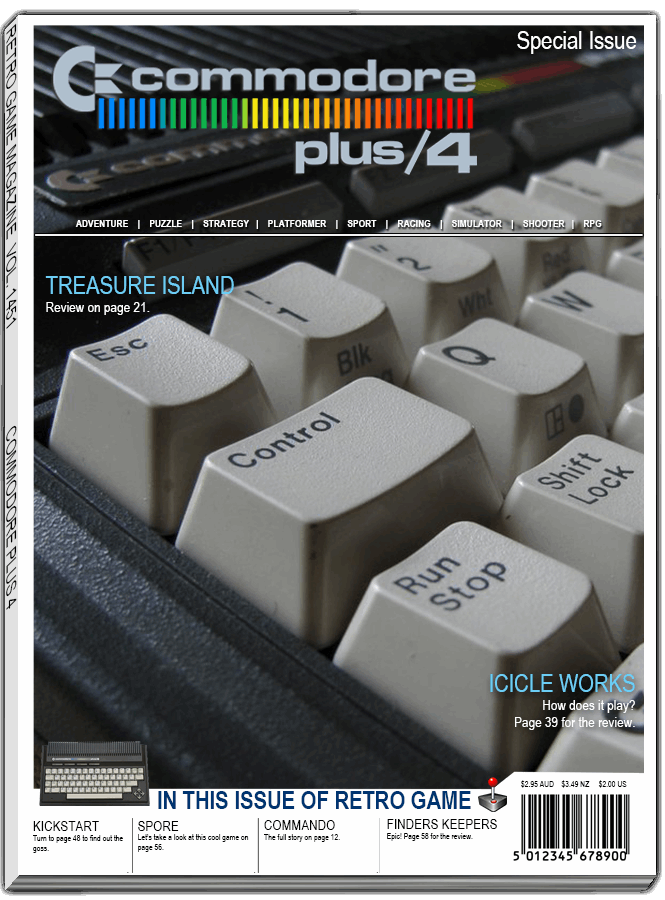 Special Issue
commodore
plus/4
ADVENTURE | PUZZLE | STRATEGY | PLATFORMER | SPORT | RACING | SIMULATOR | SHOOTER | RPG
RETRO GAME MAGAZINE VOL. 1451
COMMODORE PLUS 4
TREASURE ISLAND
Review on page 21.
F1/
! 1
Blk
" 2
Wht
Red
Esc
Q
W
Control
Shift
Lock
Run
Stop
ICICLE WORKS
How does it play?
Page 39 for the review.
IN THIS ISSUE OF RETRO GAME
KICKSTART
Turn to page 48 to find out the
goss.
SPORE
Let's take a look at this cool game on
page 56.
COMMANDO
The full story on page 12.
FINDERS KEEPERS
Epic! Page 58 for the review.
$2.95 AUD $3.49 NZ $2.00 US
5 012345 678900